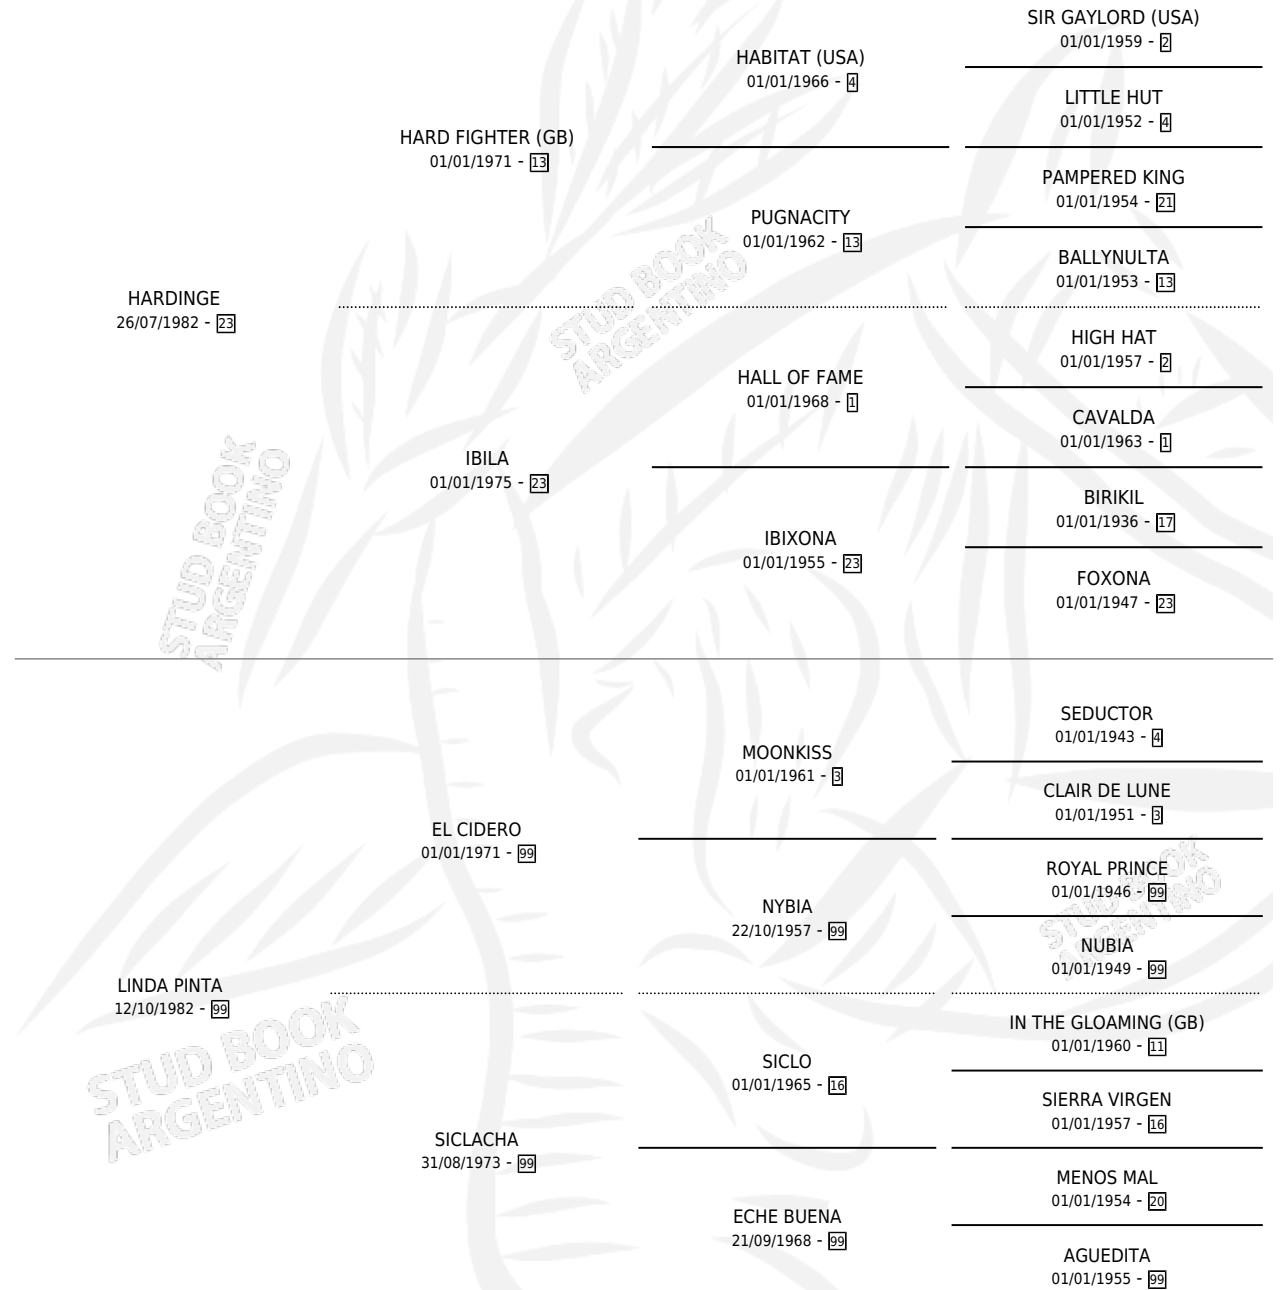 SIR GAYLORD (USA)
01/01/1959 - 2
HABITAT (USA)
01/01/1966 - 4
LITTLE HUT
01/01/1952 - 4
HARD FIGHTER (GB)
01/01/1971 - 13
PAMPERED KING
01/01/1954 - 21
PUGNACITY
01/01/1962 - 13
BALLYNULTA
01/01/1953 - 13
HARDINGE
26/07/1982 - 23
HIGH HAT
01/01/1957 - 2
HALL OF FAME
01/01/1968 - 1
CAVALDA
01/01/1963 - 1
IBILA
01/01/1975 - 23
BIRIKIL
01/01/1936 - 17
IBIXONA
01/01/1955 - 23
FOXONA
01/01/1947 - 23
STUD BOOK
ARGENTINO
STUD BOOK
ARGENTINO
SEDUCTOR
01/01/1943 - 4
MOONKISS
01/01/1961 - 3
CLAIR DE LUNE
01/01/1951 - 3
EL CIDERO
01/01/1971 - 99
ROYAL PRINCE
01/01/1946 - 99
NYBIA
22/10/1957 - 99
NUBIA
01/01/1949 - 99
LINDA PINTA
12/10/1982 - 99
IN THE GLOAMING (GB)
01/01/1960 - 11
SICLO
01/01/1965 - 16
SIERRA VIRGEN
01/01/1957 - 16
SICLACHA
31/08/1973 - 99
MENOS MAL
01/01/1954 - 20
ECHE BUENA
21/09/1968 - 99
AGUEDITA
01/01/1955 - 99
STUD BOOK
ARGENTINO
STUD BOOK
ARGENTINO